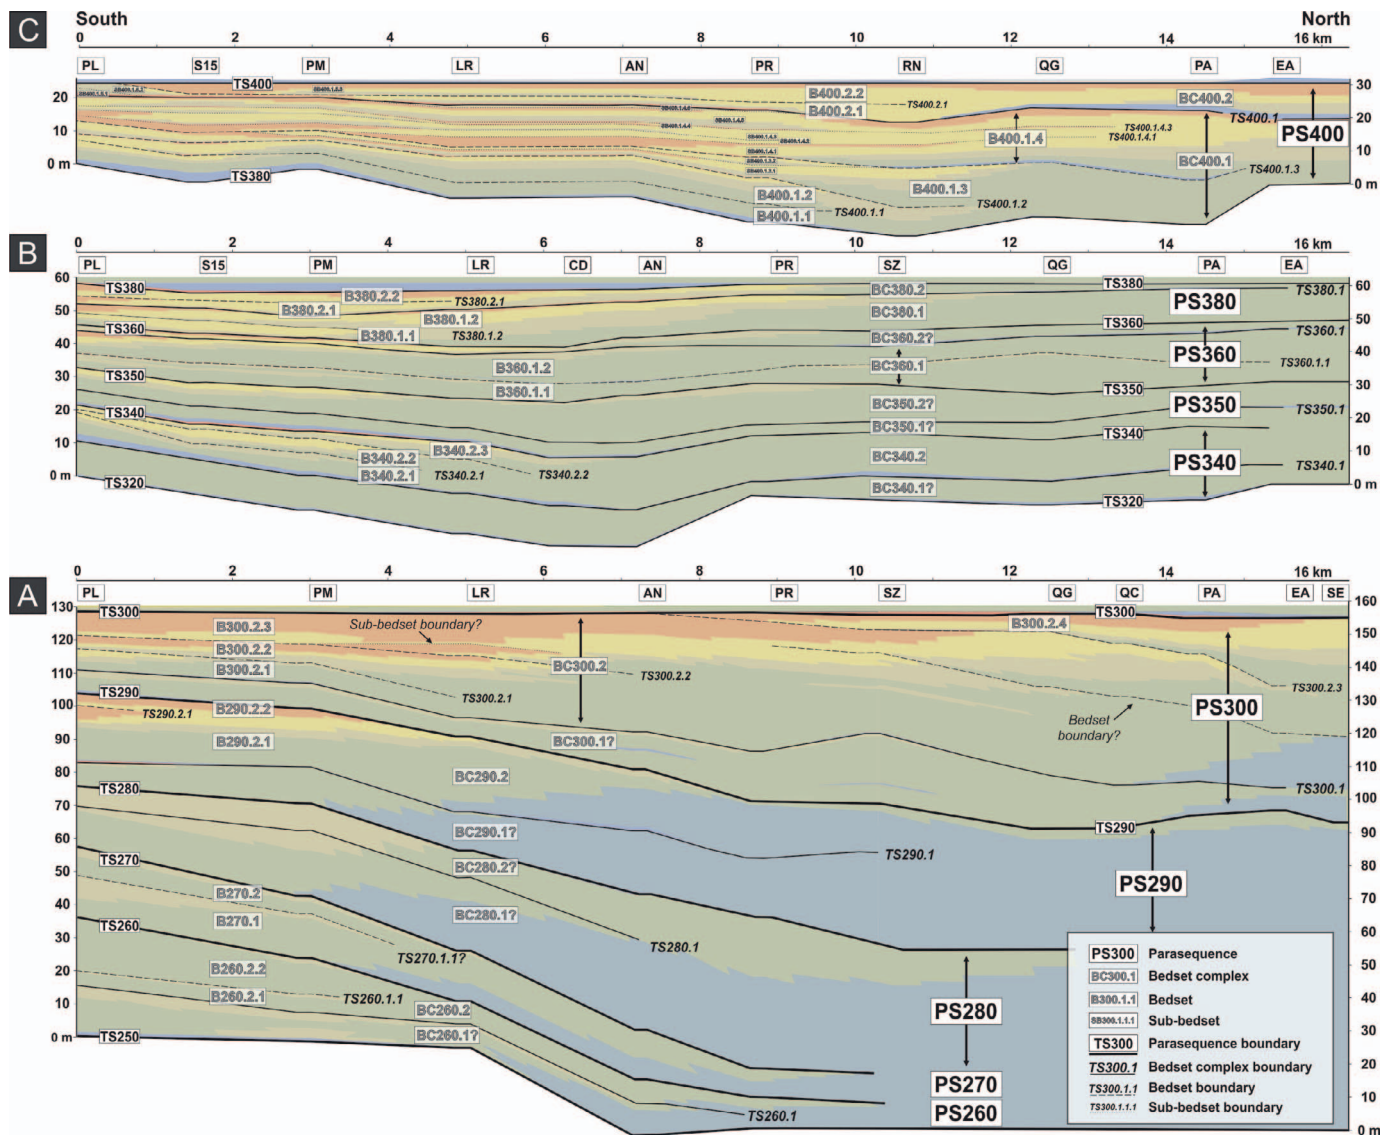 C
South North
0 2 4 6 8 10 12 14 16 km
PL S15 PM LR AN PR RN QG PA EA
TS400
B400.2.2
B400.2.1
TS400.2.1
BC400.2
TS400.1
PS400
B400.1.4
TS400.1.4.3
TS400.1.4.1
BC400.1
TS400.1.3
B400.1.3
TS400.1.2
B400.1.2
B400.1.1
TS400.1.1
TS380
20
10
0 m
30
20
10
0 m
B
0 2 4 6 8 10 12 14 16 km
PL S15 PM LR CD AN PR SZ QG PA EA
60
50
40
30
20
10
0 m
TS380
B380.2.2
TS380.2.1
B380.2.1
B380.1.2
B380.1.1
TS380.1.2
TS360
B360.1.2
B360.1.1
TS350
TS340
B340.2.3
B340.2.2
B340.2.1
TS340.2.1
TS340.2.2
TS320
BC380.2
BC380.1
BC360.2?
BC360.1
BC350.2?
BC350.1?
BC340.2
BC340.1?
TS380
TS360
TS350
TS340
TS320
PS380
PS360
PS350
PS340
TS380.1
TS360.1
TS360.1.1
TS350.1
TS340.1
60
50
40
30
20
10
0 m
A
0 2 4 6 8 10 12 14 16 km
PL PM LR AN PR SZ QG QC PA EA SE
130
120
110
100
90
80
70
60
50
40
30
20
10
0 m
TS300
B300.2.3
Sub-bedset boundary?
B300.2.2
B300.2.1
TS300.2.1
BC300.2
TS300.2.2
B300.2.4
TS300
TS300.2.3
PS300
Bedset
boundary?
TS300.1
TS290
B290.2.2
TS290.2.1
B290.2.1
BC300.1?
BC290.2
TS280
BC290.1?
TS290.1
TS290
PS290
BC280.2?
BC280.1?
TS280.1
TS270
B270.2
B270.1
TS270.1.1?
TS260
B260.2.2
B260.2.1
TS260.1.1
BC260.2
BC260.1?
TS260.1
TS250
PS280
PS270
PS260
160
150
140
130
120
110
100
90
80
70
60
50
40
30
20
10
0 m
PS300 Parasequence
BC300.1 Bedset complex
B300.1.1 Bedset
SB300.1.1.1 Sub-bedset
TS300 Parasequence boundary
TS300.1 Bedset complex boundary
TS300.1.1 Bedset boundary
TS300.1.1.1 Sub-bedset boundary